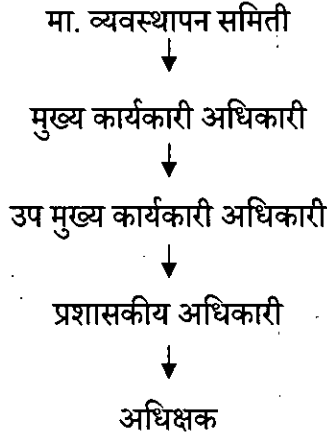 मा. व्यवस्थापन समिती
मुख्य कार्यकारी अधिकारी
उप मुख्य कार्यकारी अधिकारी
प्रशासकीय अधिकारी
अधिक्षक